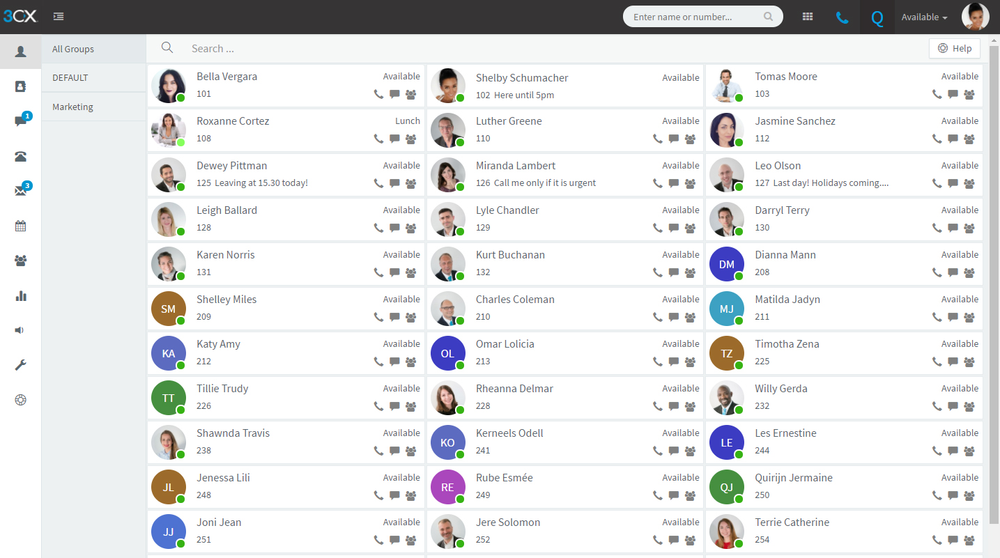 3CX
Enter name or number...
Q
Available
All Groups
Search ...
Help
DEFAULT
Marketing
1
3
Bella Vergara
Available
101
Shelby Schumacher
Available
102 Here until 5pm
Tomas Moore
Available
103
Roxanne Cortez
Lunch
108
Luther Greene
Available
110
Jasmine Sanchez
Available
112
Dewey Pittman
Available
125 Leaving at 15.30 today!
Miranda Lambert
Available
126 Call me only if it is urgent
Leo Olson
Available
127 Last day! Holidays coming....
Leigh Ballard
Available
128
Lyle Chandler
Available
129
Darryl Terry
Available
130
Karen Norris
Available
131
Kurt Buchanan
Available
132
DM
Dianna Mann
Available
208
SM
Shelley Miles
Available
209
Charles Coleman
Available
210
MJ
Matilda Jadyn
Available
211
KA
Katy Amy
Available
212
OL
Omar Lolicia
Available
213
TZ
Timotha Zena
Available
225
TT
Tillie Trudy
Available
226
Rheanna Delmar
Available
228
Willy Gerda
Available
232
Shawnda Travis
Available
238
KO
Kerneels Odell
Available
241
LE
Les Ernestine
Available
244
JL
Jenessa Lili
Available
248
RE
Rube Esmée
Available
249
QJ
Quirijn Jermaine
Available
250
JJ
Joni Jean
Available
251
Jere Solomon
Available
252
Terrie Catherine
Available
254